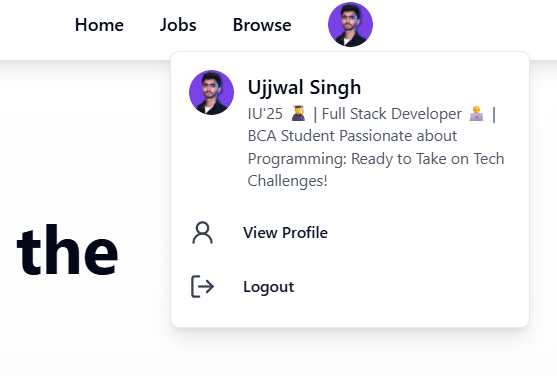 Home Jobs Browse
Ujjwal Singh
IU'25 👩‍🎓 | Full Stack Developer 👨‍💻 |
BCA Student Passionate about
Programming: Ready to Take on Tech
Challenges!
View Profile
the
Logout